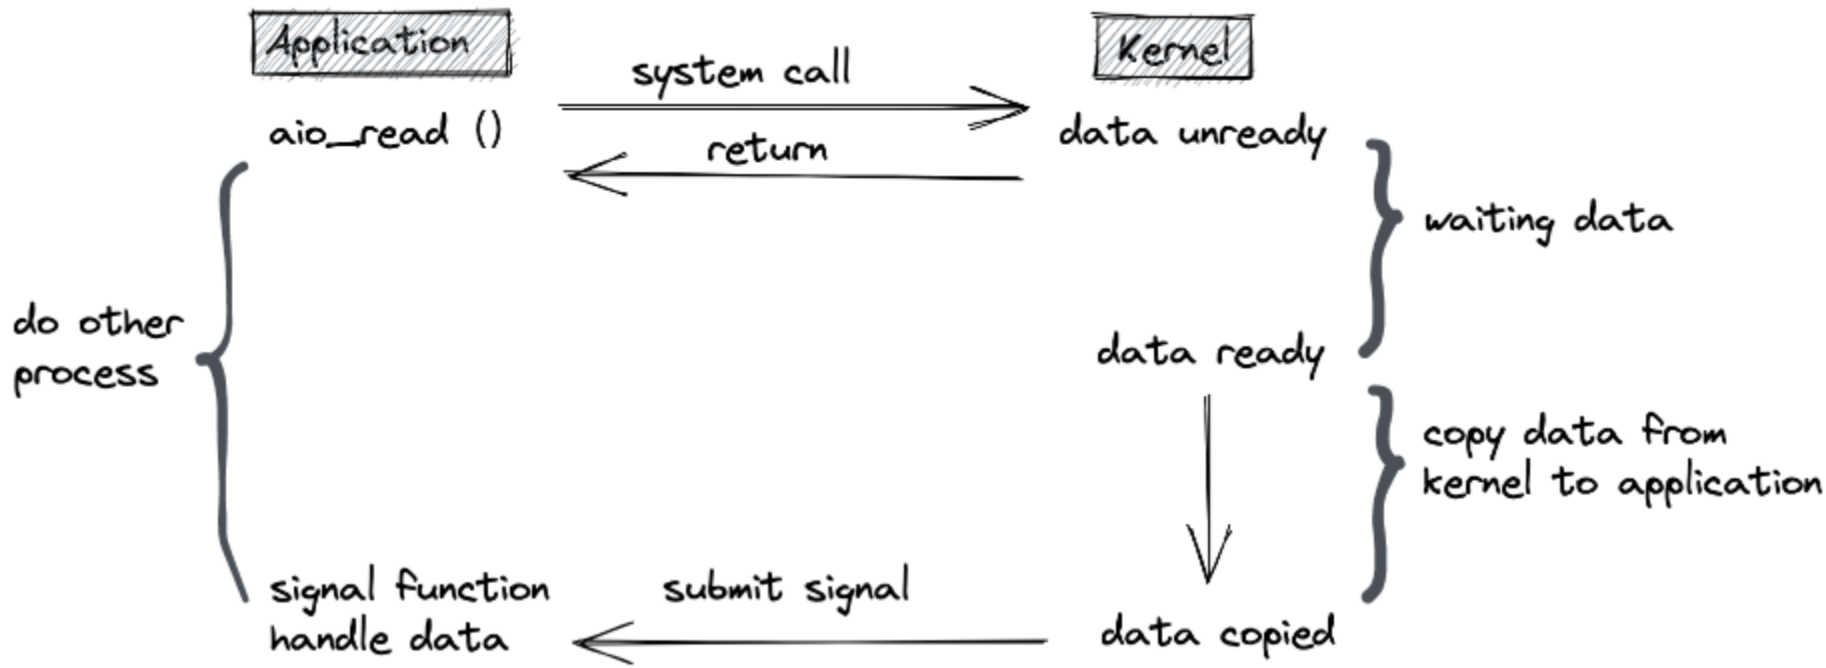 Application
Kernel
system call
aio_read ()
data unready
return
waiting data
do other
process
data ready
copy data from
kernel to application
signal function
handle data
submit signal
data copied